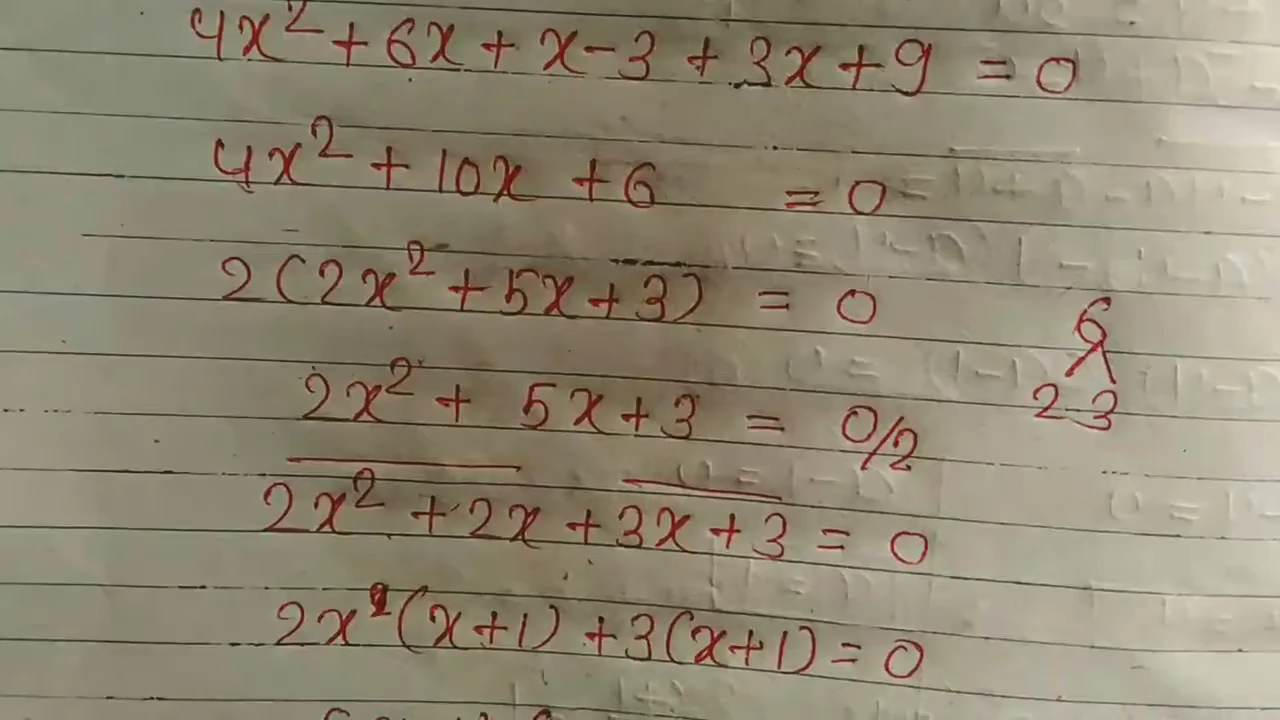 4x² + 6x + x - 3 + 3x + 9 = 0
4x² + 10x + 6 = 0
2(2x² + 5x + 3) = 0
6
2 3
2x² + 5x + 3 = 0/2
2x² + 2x + 3x + 3 = 0
2x(x+1) + 3(x+1) = 0